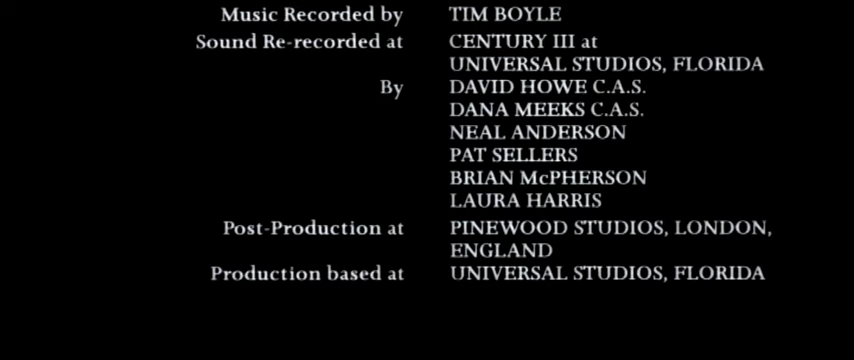 Music Recorded by TIM BOYLE
Sound Re-recorded at CENTURY III at
UNIVERSAL STUDIOS, FLORIDA
By DAVID HOWE C.A.S.
DANA MEEKS C.A.S.
NEAL ANDERSON
PAT SELLERS
BRIAN McPHERSON
LAURA HARRIS
Post-Production at PINEWOOD STUDIOS, LONDON,
ENGLAND
Production based at UNIVERSAL STUDIOS, FLORIDA